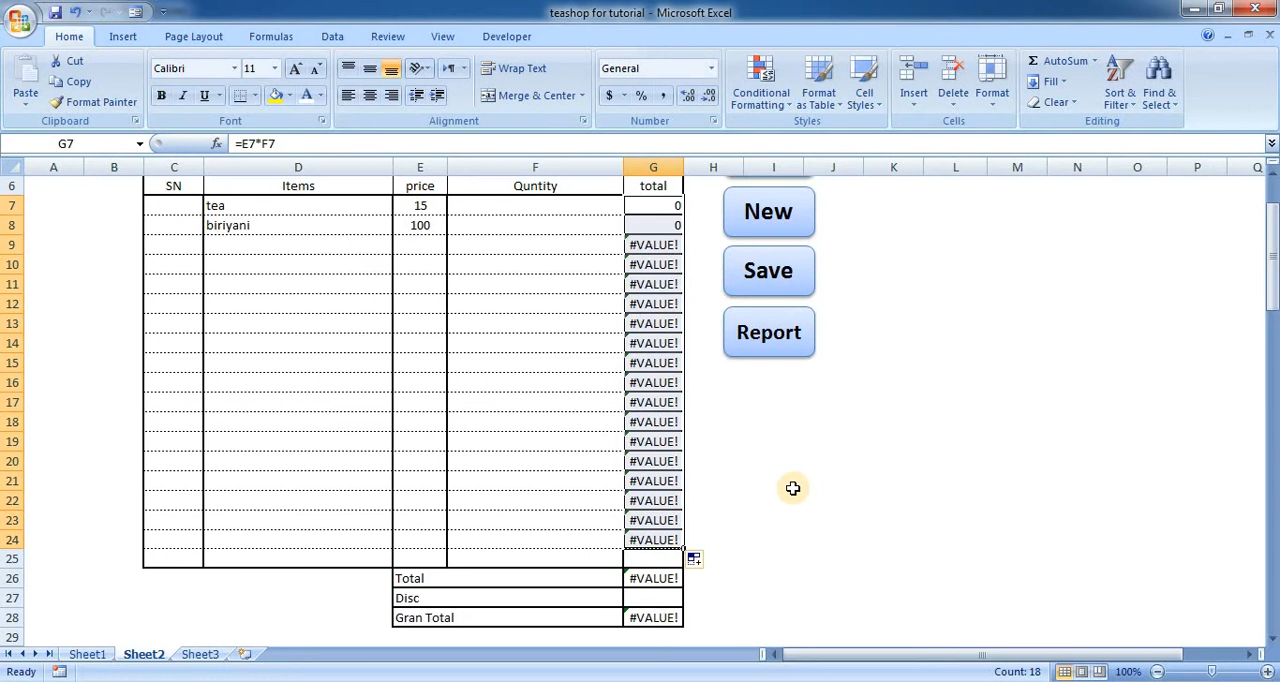 teashop for tutorial - Microsoft Excel
Home Insert Page Layout Formulas Data Review View Developer
Paste Cut Copy Format Painter
Calibri 11 A A
B I U A
Wrap Text
Merge & Center
General
$ % ,
Conditional Formatting Format as Table Cell Styles
Insert Delete Format
Σ AutoSum Fill Clear
Sort & Filter Find & Select
Clipboard Font Alignment Number Styles Cells Editing
G7 fx =E7*F7
A B C D E F G H I J K L M N O P Q
6 SN Items price Quntity total
7 tea 15 0
8 biriyani 100 0
9 #VALUE!
10 #VALUE!
11 #VALUE!
12 #VALUE!
13 #VALUE!
14 #VALUE!
15 #VALUE!
16 #VALUE!
17 #VALUE!
18 #VALUE!
19 #VALUE!
20 #VALUE!
21 #VALUE!
22 #VALUE!
23 #VALUE!
24 #VALUE!
25
26 Total #VALUE!
27 Disc
28 Gran Total #VALUE!
29
New
Save
Report
Sheet1 Sheet2 Sheet3
Ready Count: 18 100%